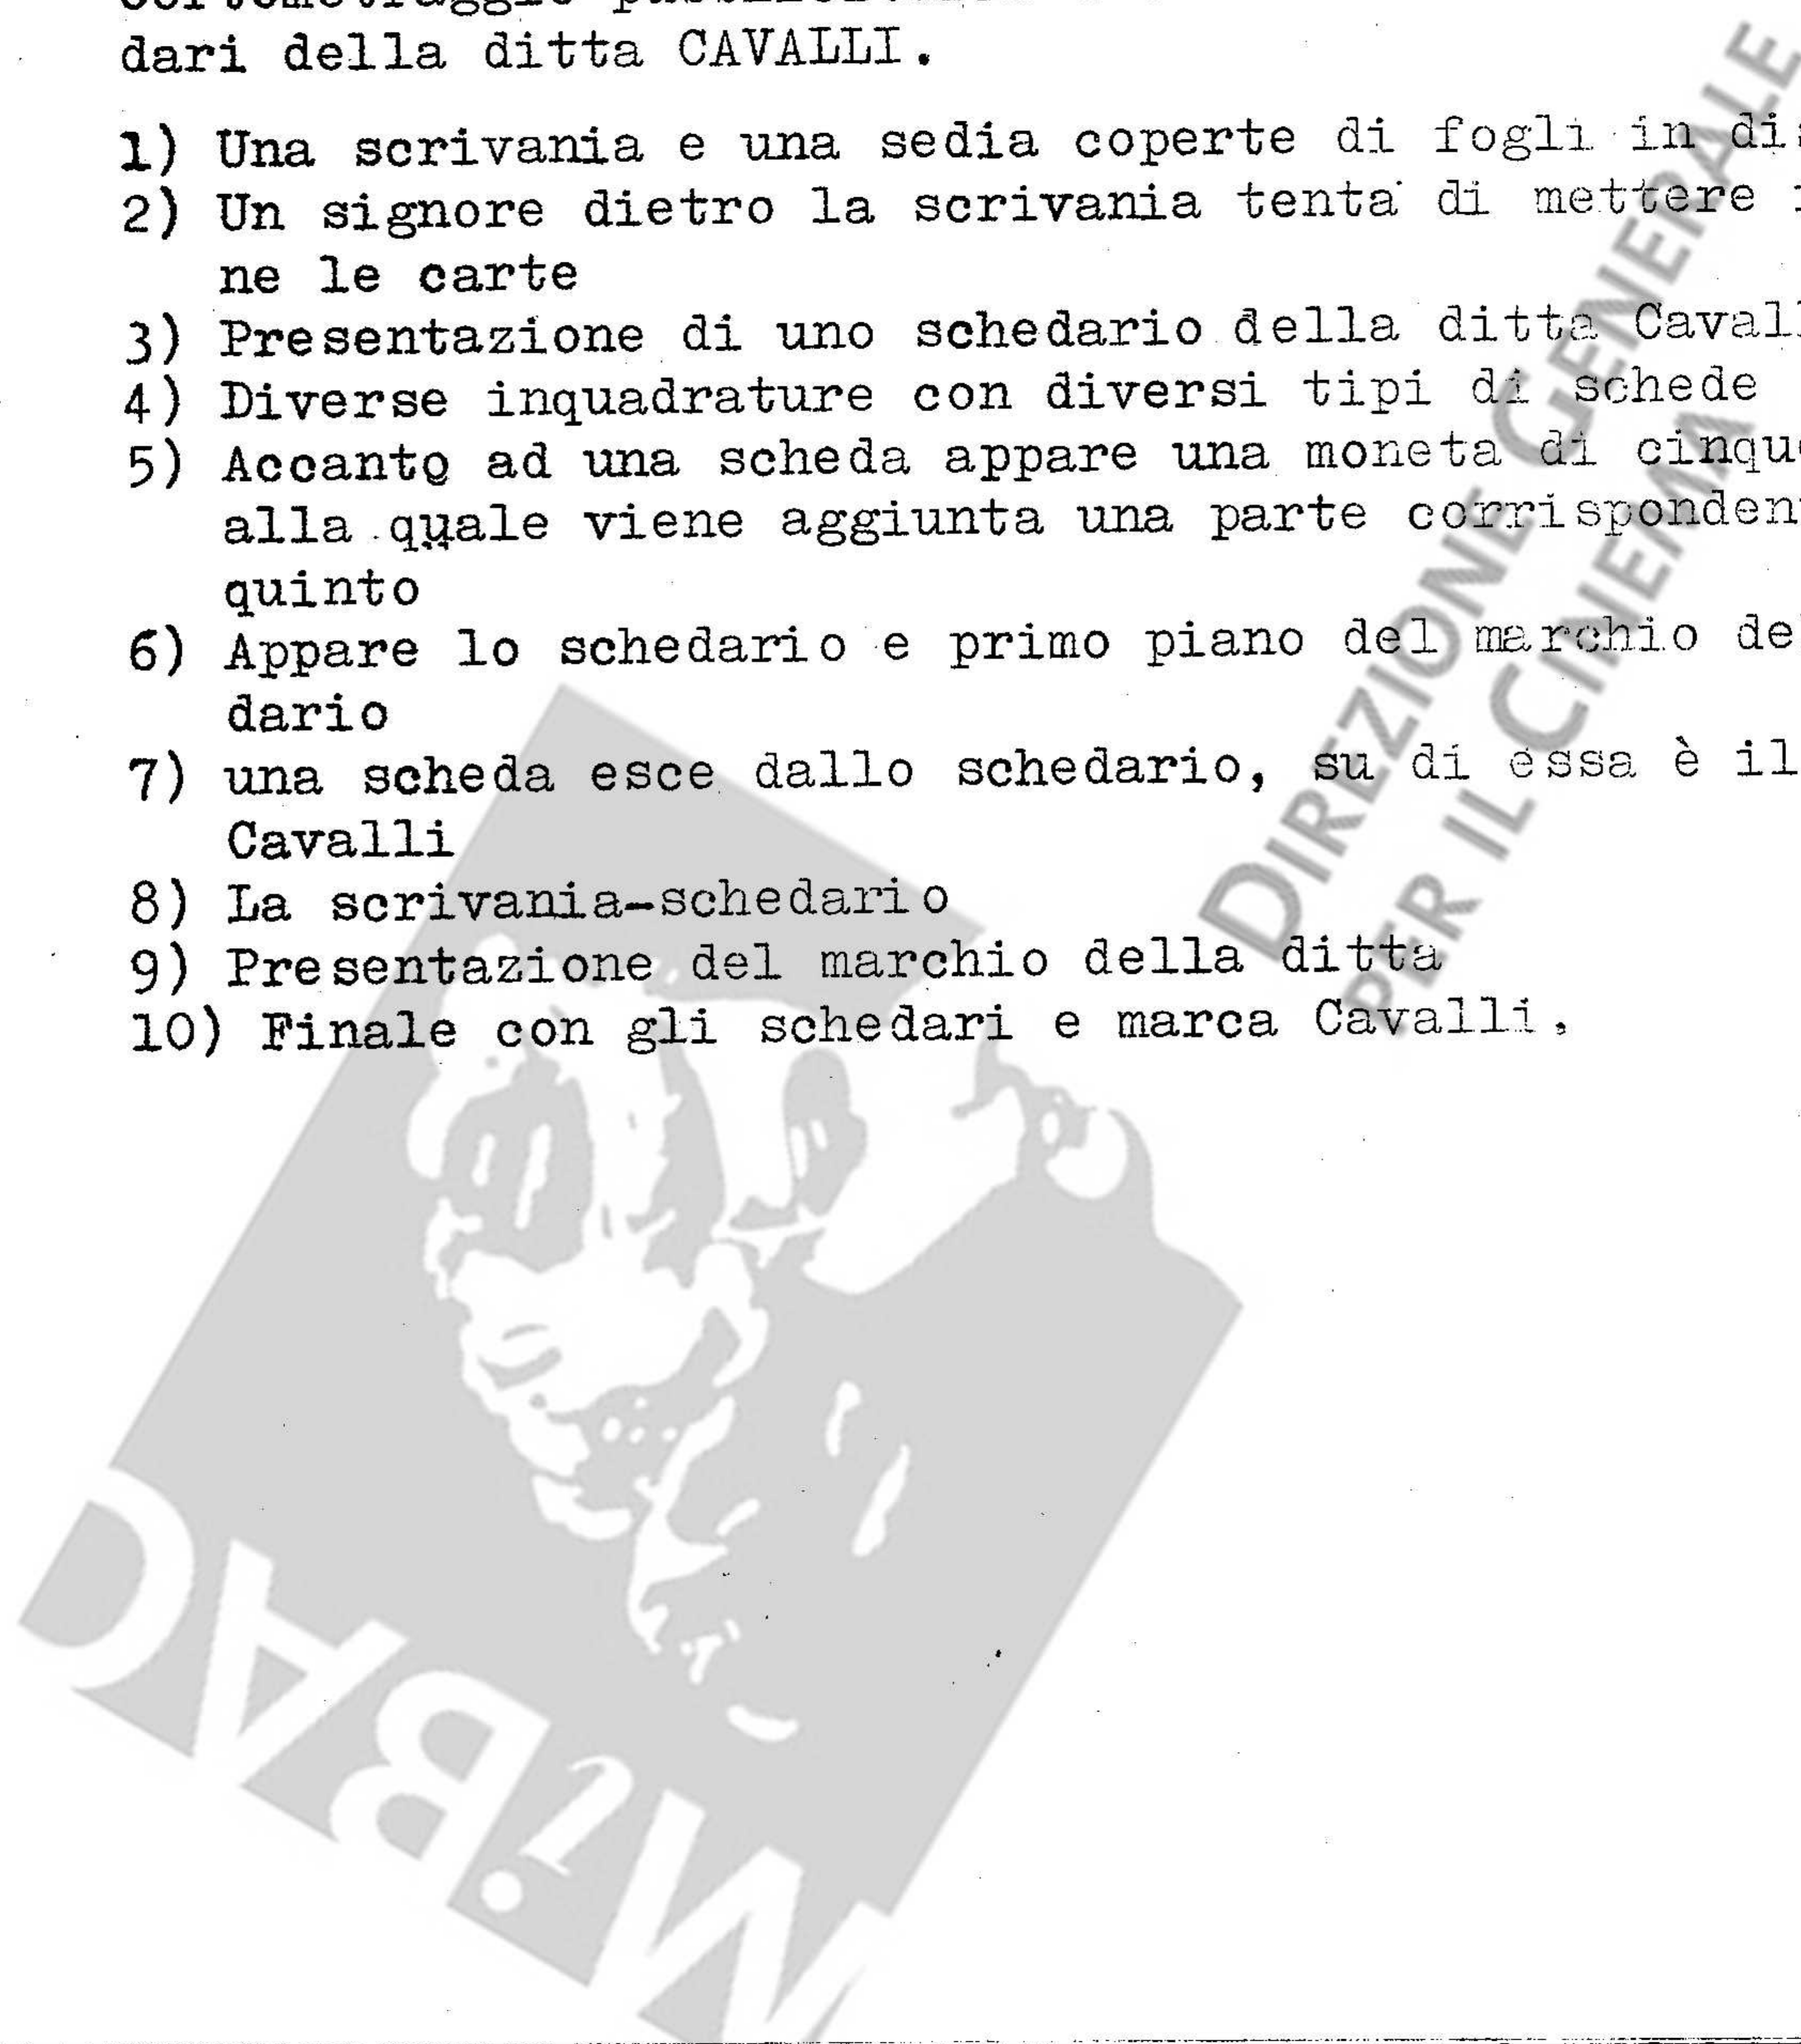 dari della ditta CAVALLI.
1) Una scrivania e una sedia coperte di fogli in
2) Un signore dietro la scrivania tenta di mettere
ne le carte
3) Presentazione di uno schedario della ditta
4) Diverse inquadrature con diversi tipi di schede
5) Accanto ad una scheda appare una moneta di
alla quale viene aggiunta una parte
quinto
6) Appare lo schedario e primo piano del marchio
dario
7) una scheda esce dallo schedario, su di essa è il
Cavalli
8) La scrivania-schedario
9) Presentazione del marchio della ditta
10) Finale con gli schedari e marca Cavalli.
DIREZIONE GENERALE
PER IL CINEMA
MiBAC